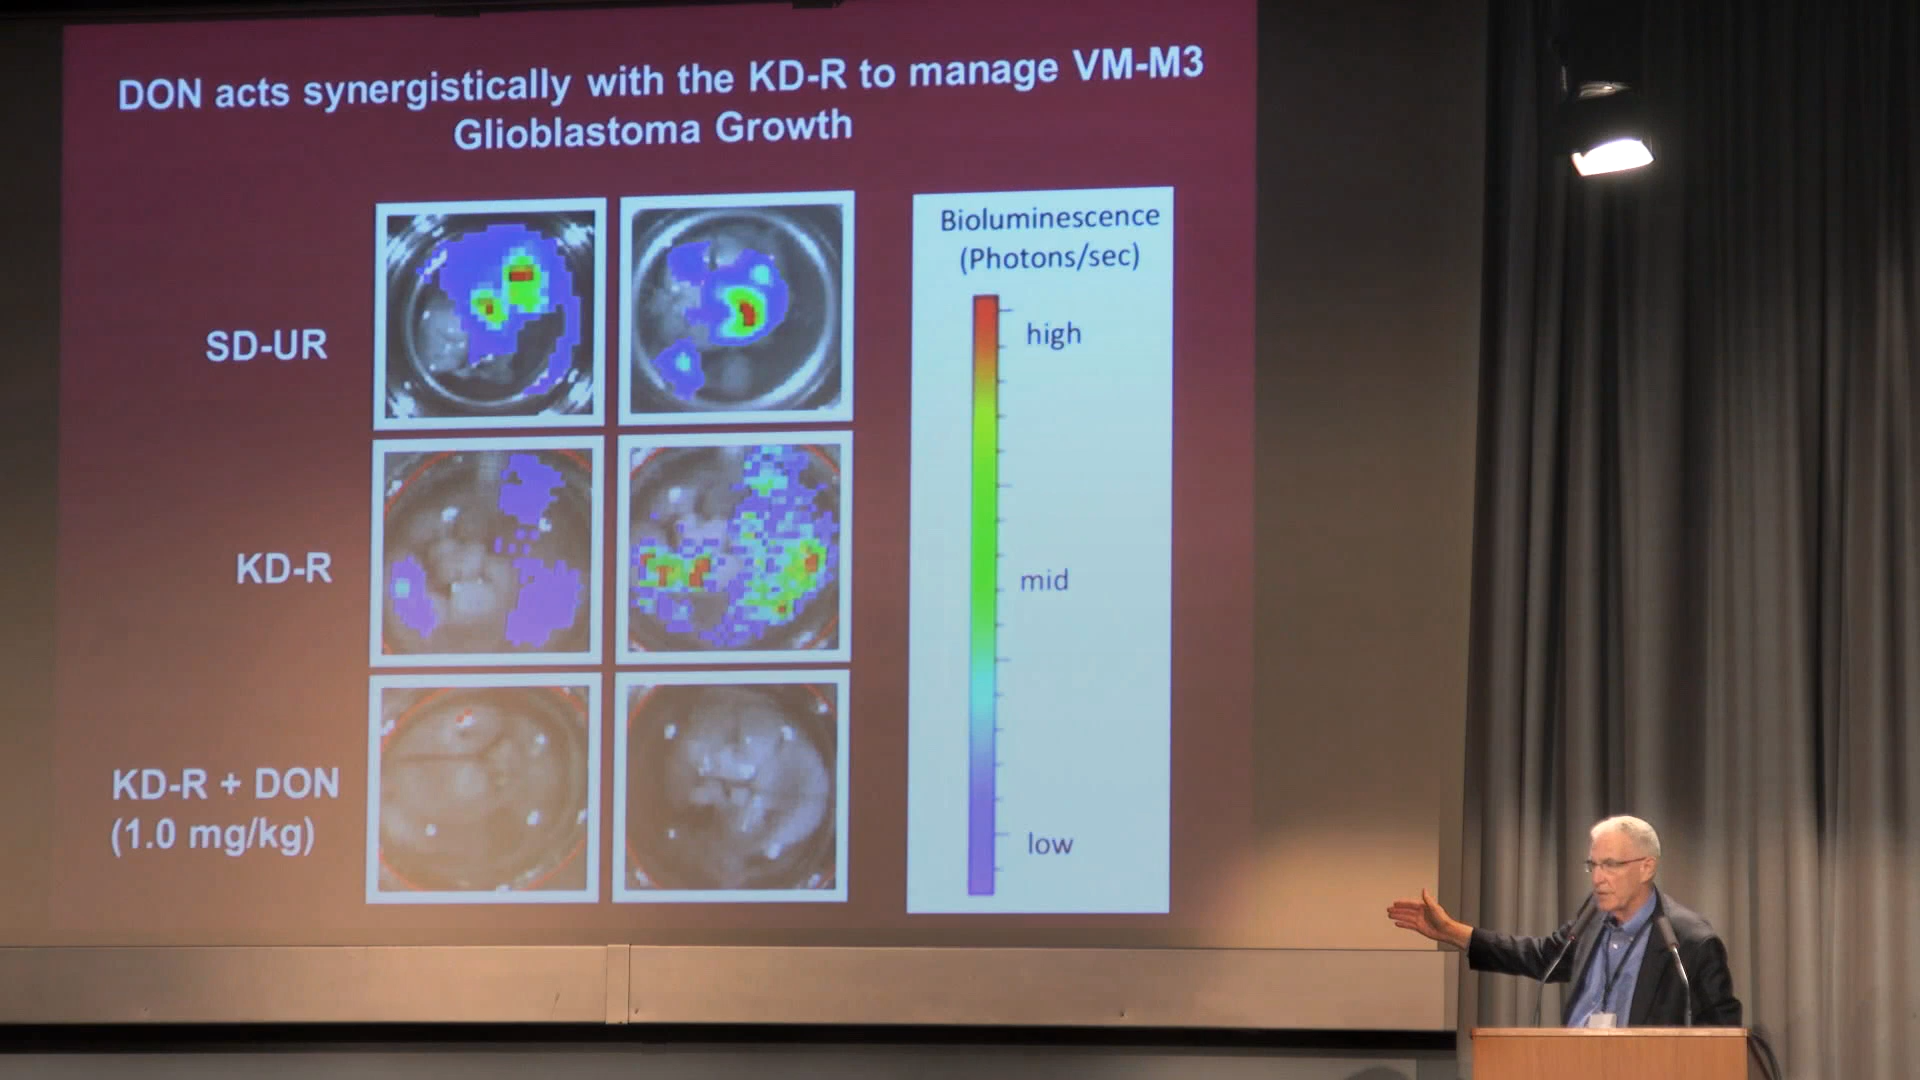 DON acts synergistically with the KD-R to manage VM-M3
Glioblastoma Growth
SD-UR
KD-R
KD-R + DON
(1.0 mg/kg)
Bioluminescence
(Photons/sec)
high
mid
low